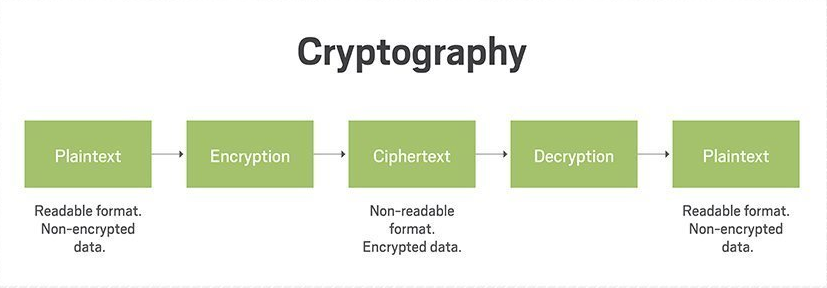 Cryptography
Plaintext
Encryption
Ciphertext
Decryption
Plaintext
Readable format.
Non-encrypted
data.
Non-readable
format.
Encrypted data.
Readable format.
Non-encrypted
data.